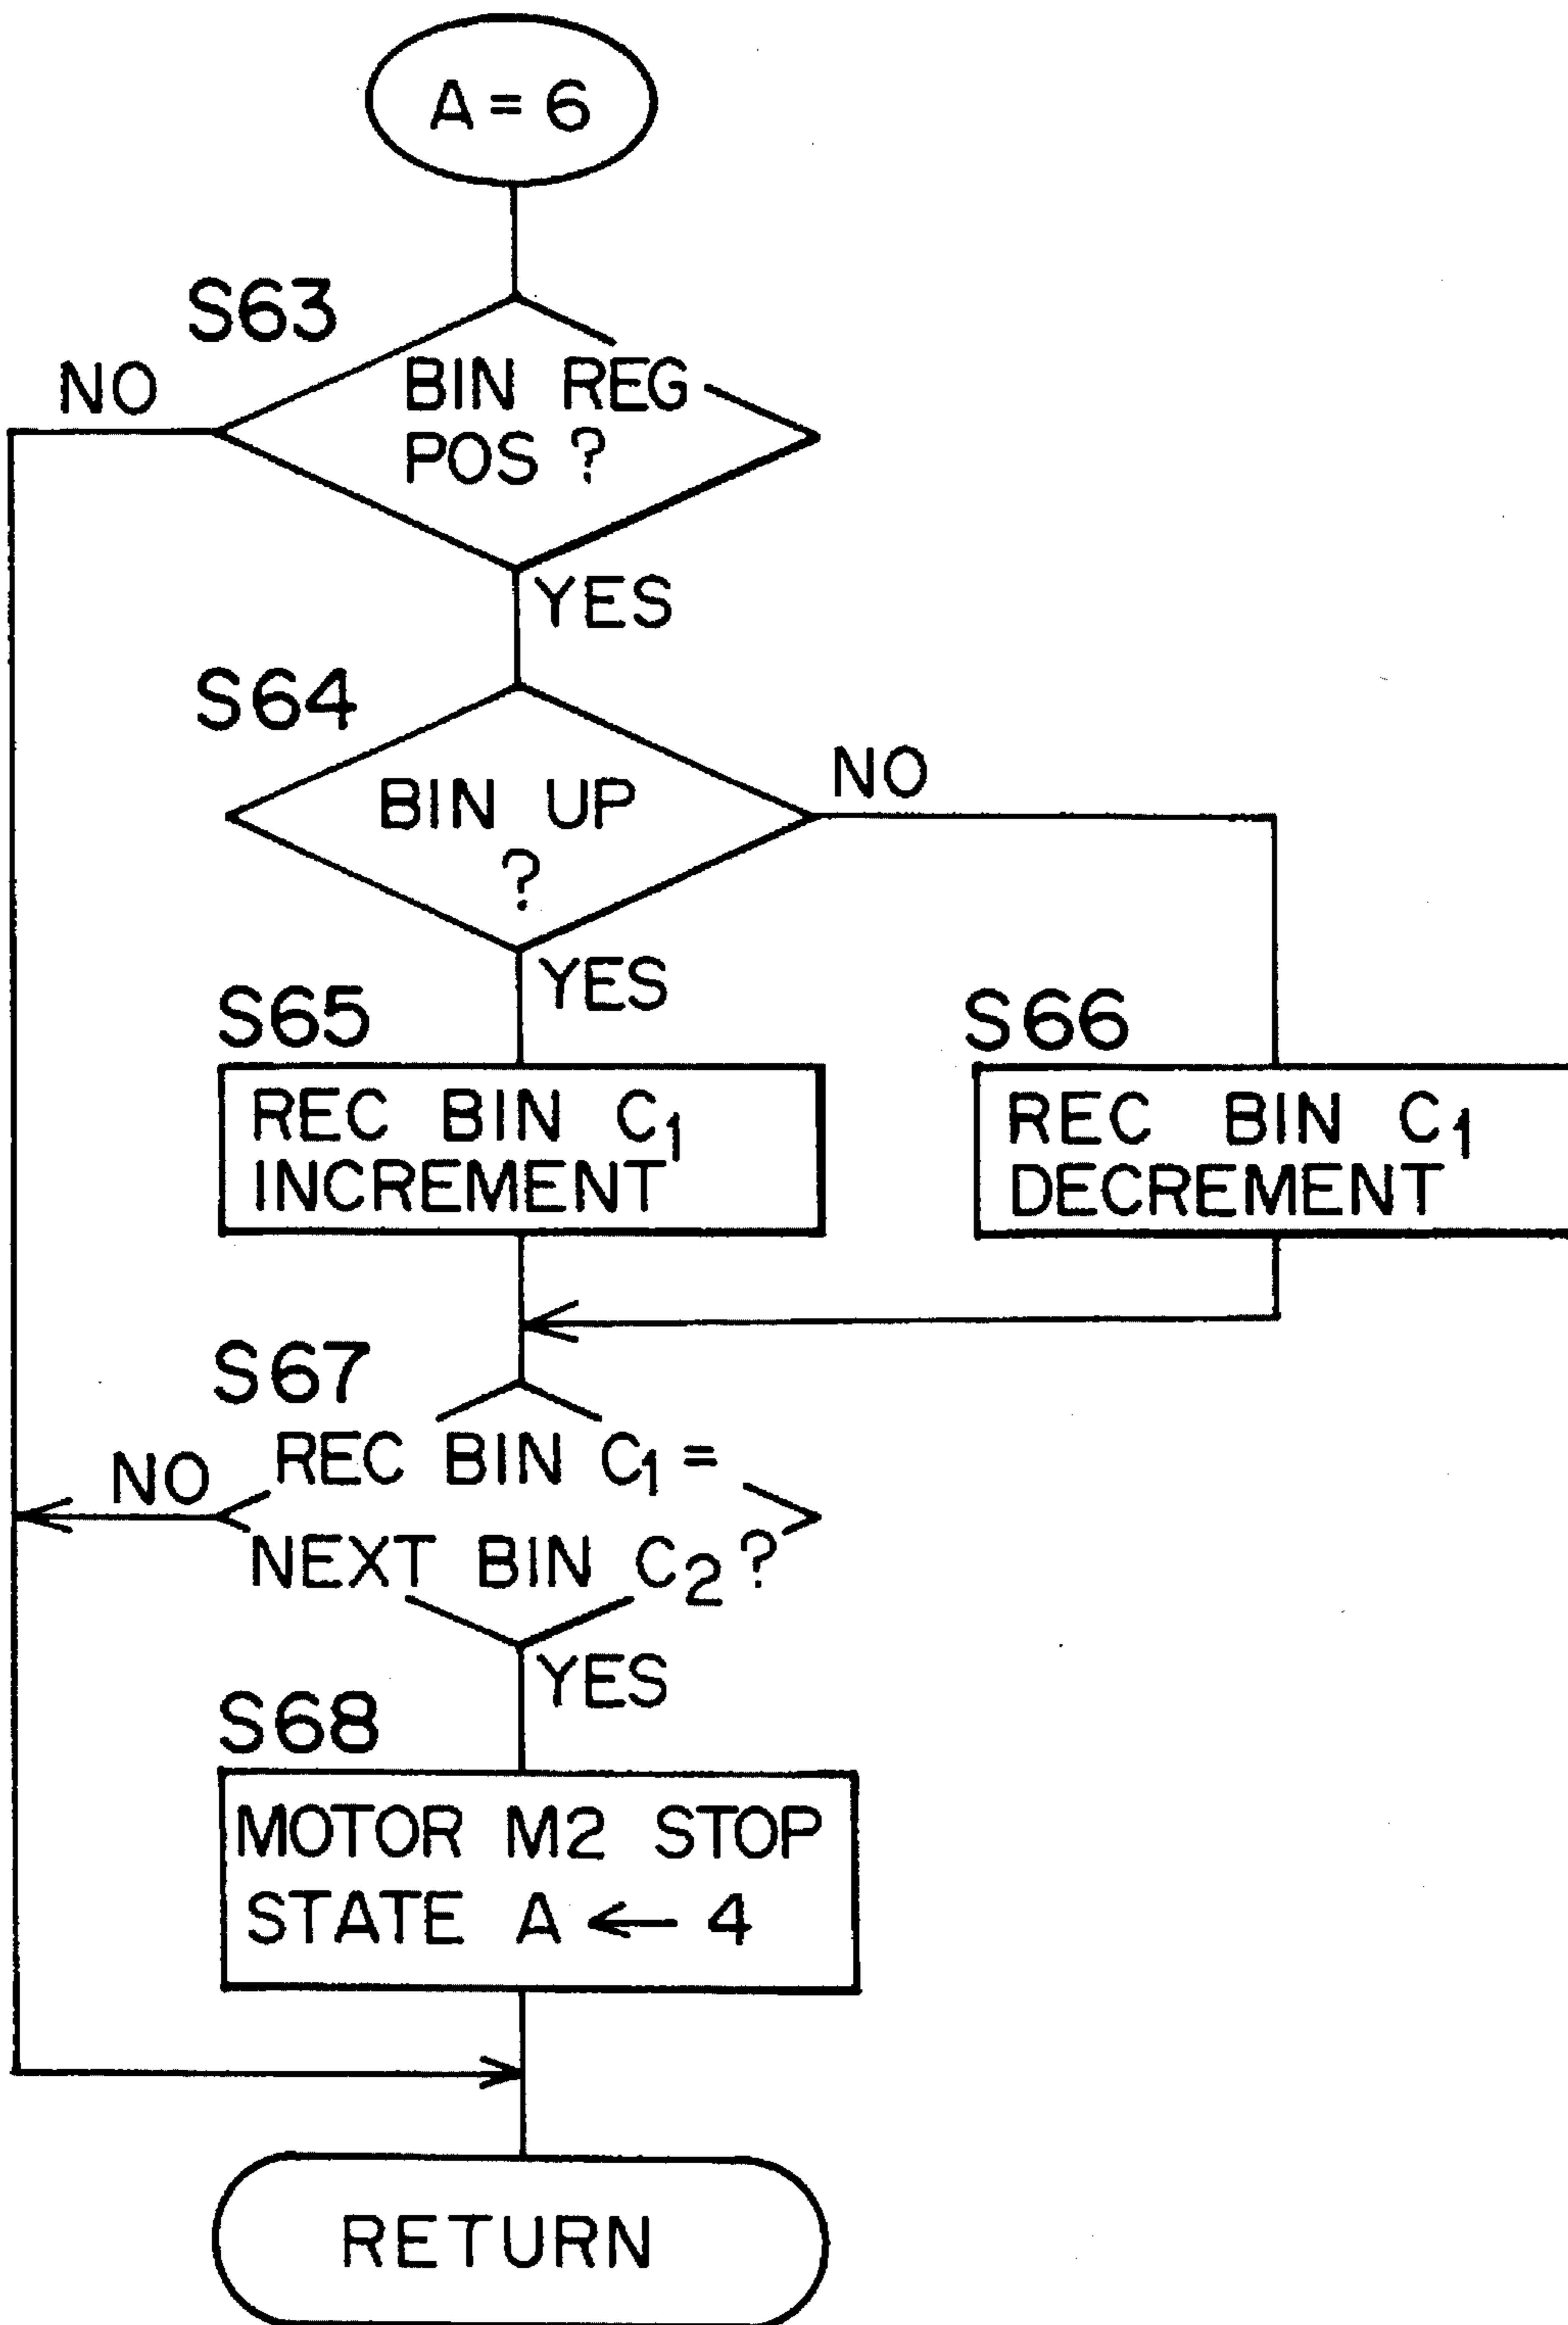 A = 6
S63
NO
BIN REG
POS ?
YES
S64
NO
BIN UP
?
YES
S65
REC BIN C₁
INCREMENT
S66
REC BIN C₁
DECREMENT
S67
NO
REC BIN C₁ =
NEXT BIN C₂ ?
YES
S68
MOTOR M2 STOP
STATE A ← 4
RETURN